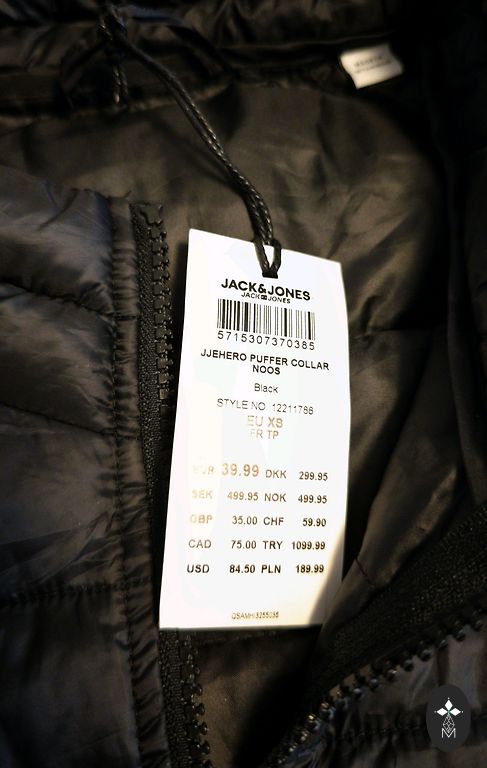 JACK&JONES
JACK&JONES
5715307370385
JJEHERO PUFFER COLLAR
NOOS
Black
STYLE NO. 12211788
EU XS
FR TP
EUR 39.99 DKK 299.95
SEK 499.95 NOK 499.95
GBP 35.00 CHF 59.90
CAD 75.00 TRY 1099.99
USD 84.50 PLN 189.99
M